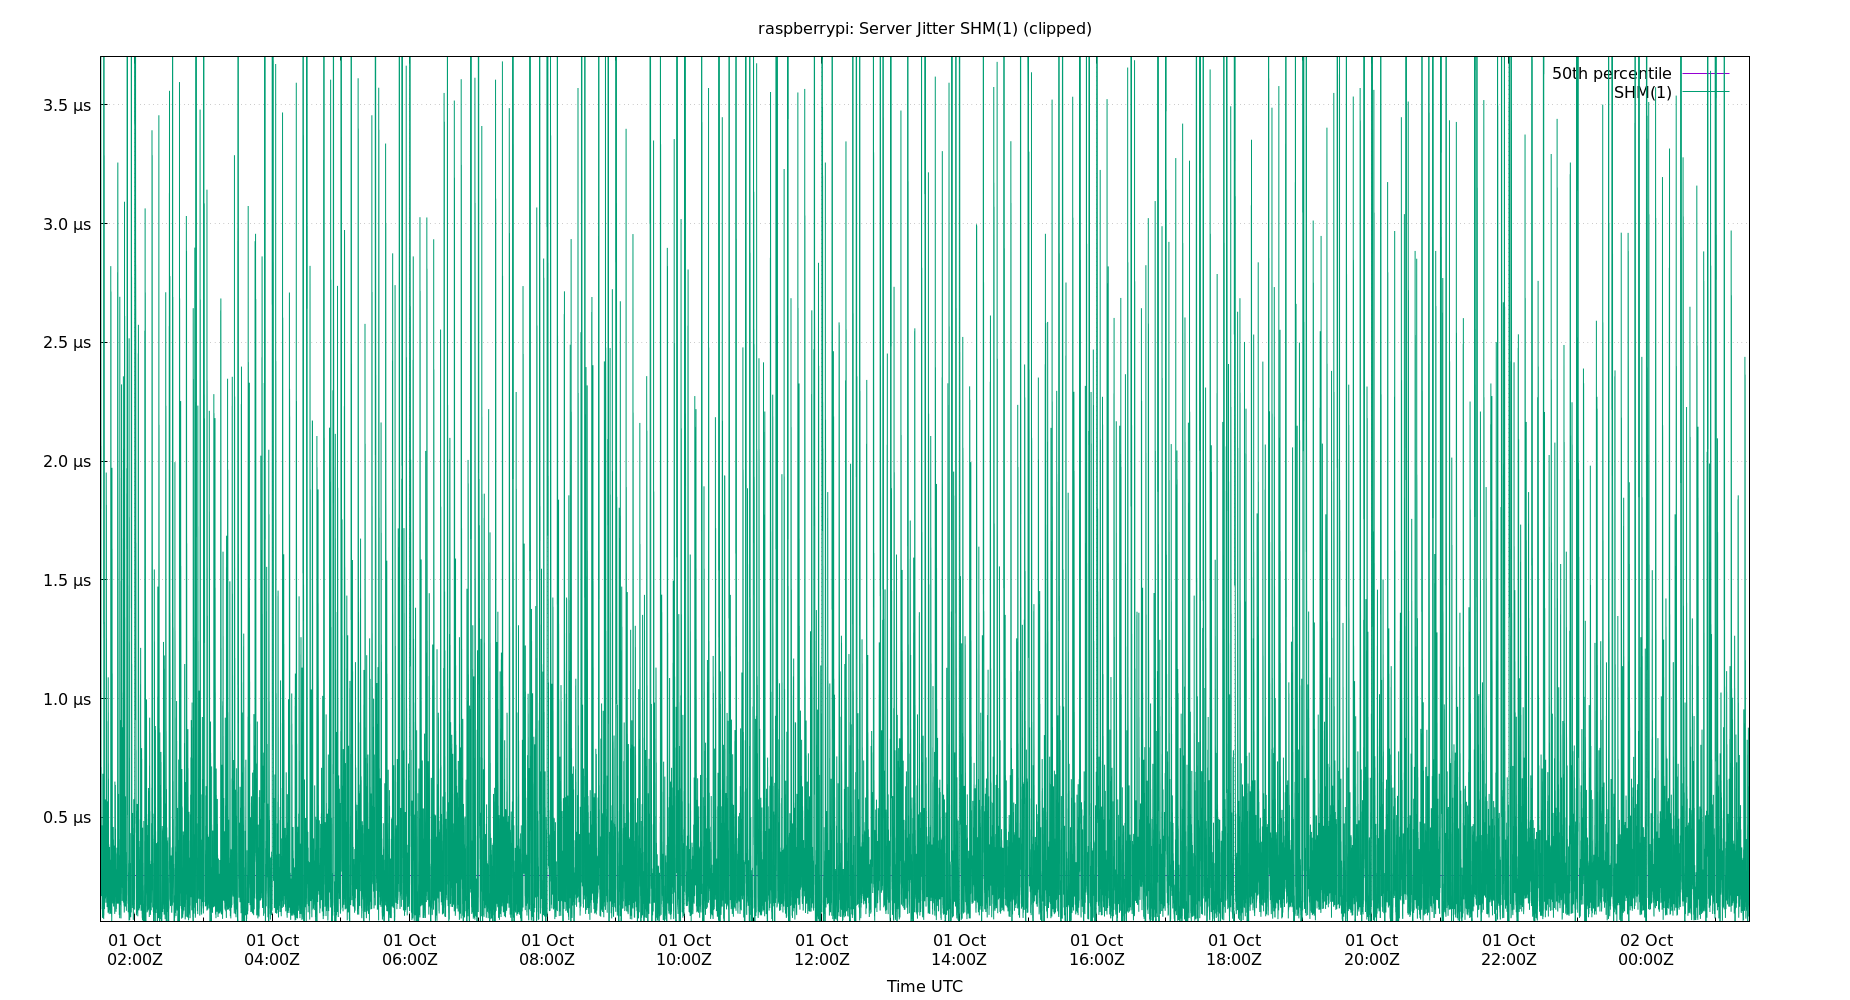 raspberrypi: Server Jitter SHM(1) (clipped)
50th percentile
SHM(1)
3.5 µs
3.0 µs
2.5 µs
2.0 µs
1.5 µs
1.0 µs
0.5 µs
01 Oct 01 Oct 01 Oct 01 Oct 01 Oct 01 Oct 01 Oct 01 Oct 01 Oct 01 Oct 01 Oct 02 Oct
02:00Z 04:00Z 06:00Z 08:00Z 10:00Z 12:00Z 14:00Z 16:00Z 18:00Z 20:00Z 22:00Z 00:00Z
Time UTC